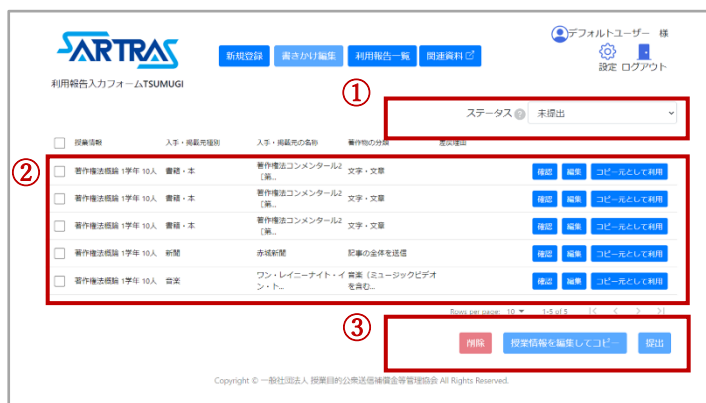 SARTRAS
利用報告入力フォームTSUMUGI
新規登録 書きかけ編集 利用報告一覧 関連資料
デフォルトユーザー 様
設定 ログアウト
①
ステータス ? 未提出
授業情報 入手・掲載元種別 入手・掲載元の名称 著作物の分類 差戻理由
②
著作権法概論 1学年 10人 書籍・本 著作権法コンメンタール2［第... 文字・文章 確認 編集 コピー元として利用
著作権法概論 1学年 10人 書籍・本 著作権法コンメンタール2［第... 文字・文章 確認 編集 コピー元として利用
著作権法概論 1学年 10人 書籍・本 著作権法コンメンタール2［第... 文字・文章 確認 編集 コピー元として利用
著作権法概論 1学年 10人 新聞 赤城新聞 記事の全体を送信 確認 編集 コピー元として利用
著作権法概論 1学年 10人 音楽 ワン・レイニーナイト・イン・ト... 音楽（ミュージックビデオを含む... 確認 編集 コピー元として利用
Rows per page: 10 1-5 of 5 |< < > >|
③
削除 授業情報を編集してコピー 提出
Copyright © 一般社団法人 授業目的公衆送信補償金等管理協会 All Rights Reserved.